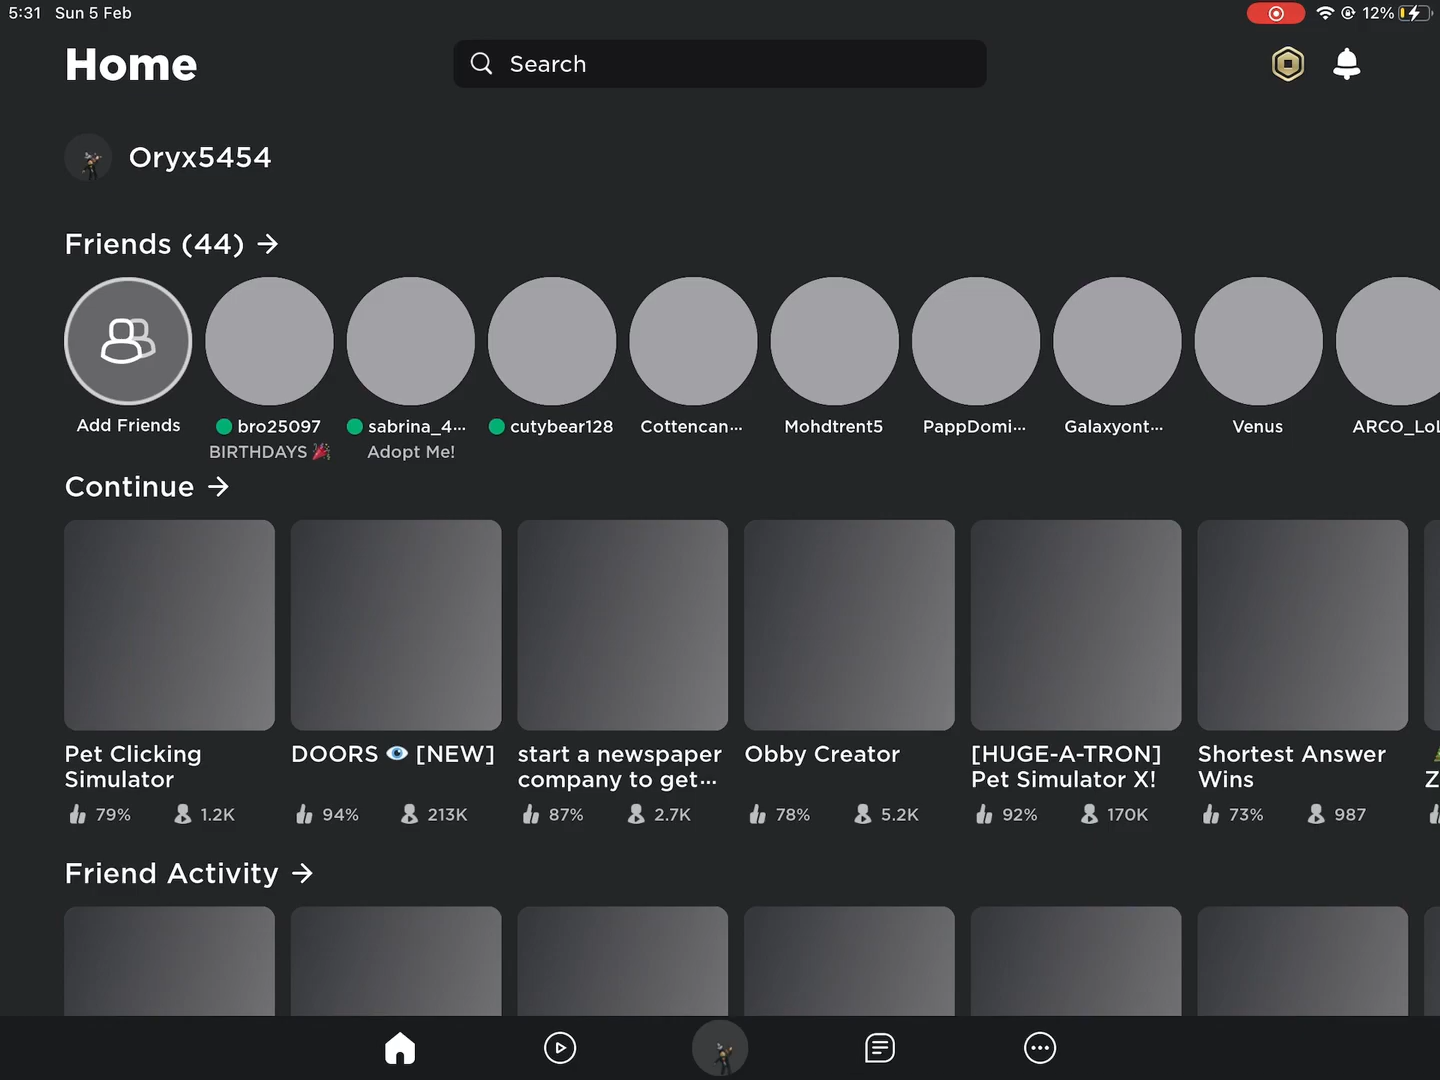 5:31 Sun 5 Feb 12%
Home
Search
Oryx5454
Friends (44) →
Add Friends
bro25097
BIRTHDAYS 🎉
sabrina_4...
Adopt Me!
cutybear128
Cottencan...
Mohdtrent5
PappDomi...
Galaxyont...
Venus
ARCO_LoL
Continue →
Pet Clicking
Simulator
79% 1.2K
DOORS 👁 [NEW]
94% 213K
start a newspaper
company to get...
87% 2.7K
Obby Creator
78% 5.2K
[HUGE-A-TRON]
Pet Simulator X!
92% 170K
Shortest Answer
Wins
73% 987
Z
Friend Activity →